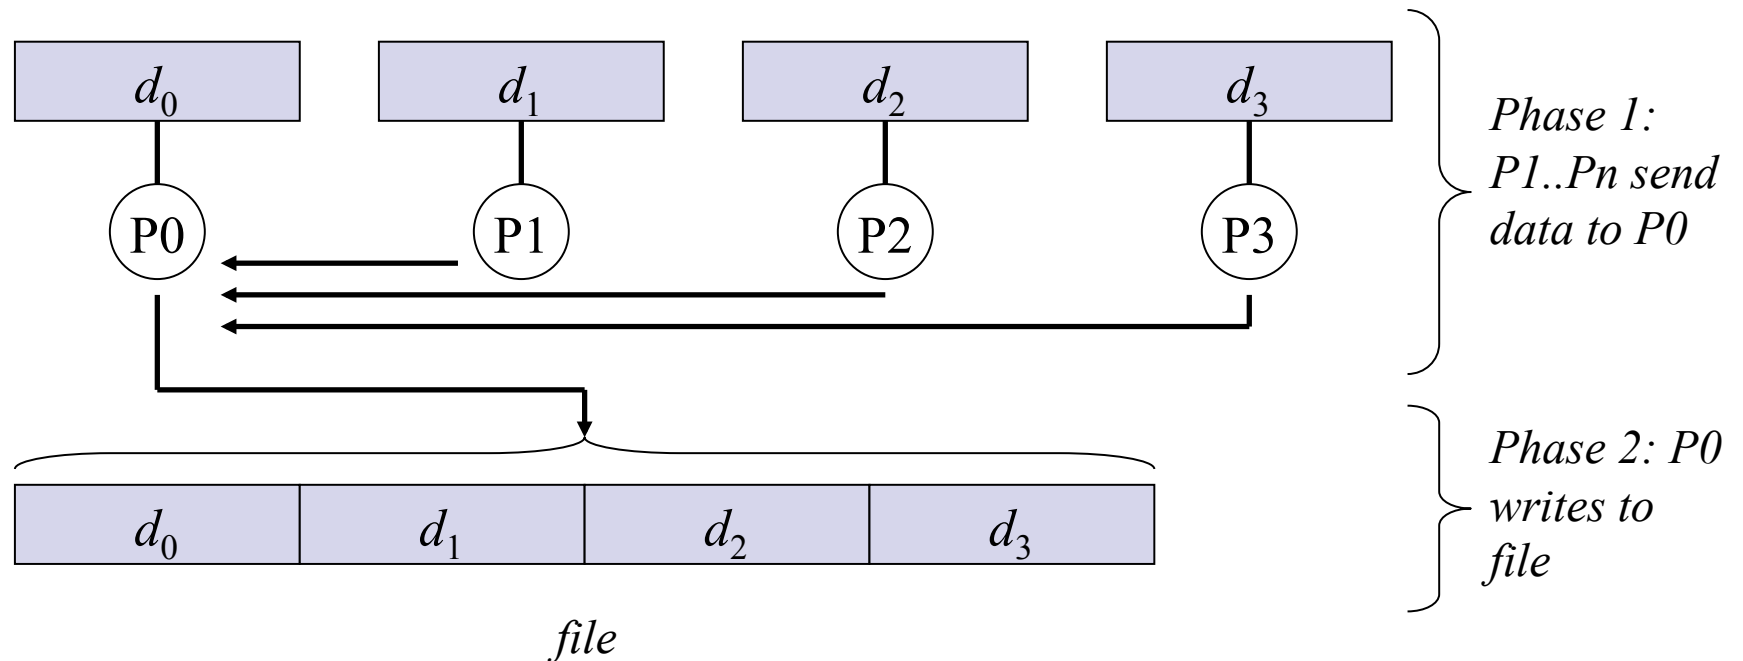 d₀ d₁ d₂ d₃
P0 P1 P2 P3
Phase 1:
P1..Pn send
data to P0
d₀ d₁ d₂ d₃
file
Phase 2: P0
writes to
file